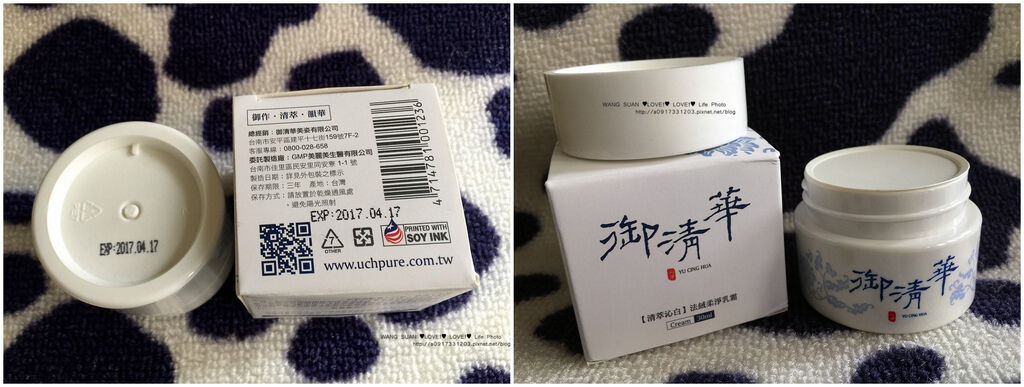 EXP:2017.04.17
御作·清萃·韻華
總經銷：御清華美姿有限公司
台南市安平區建平十七街159號7F-2
客服專線：0800-028-658
委託製造廠：GMP美麗美生醫有限公司
台南市佳里區民安里同安寮1-1號
製造日期：詳見外包裝之標示
保存期限：三年 產地：台灣
保存方式：請放置於乾燥通風處
，避免陽光照射
EXP:2017.04.17
4714781001236
7
OTHER
PRINTED WITH
SOY INK
www.uchpure.com.tw
WANG SUAN ♥LOVE!♥ LOVE!♥ Life Photo
http://a0917331203.pixnet.net/blog
WANG SUAN ♥LOVE!♥ LOVE!♥ Life Photo
http://a0917331203.pixnet.net/blog
御清華
YU CING HUA
【清萃沁白】法絨柔淨乳霜
Cream 30ml
御清華
YU CING HUA